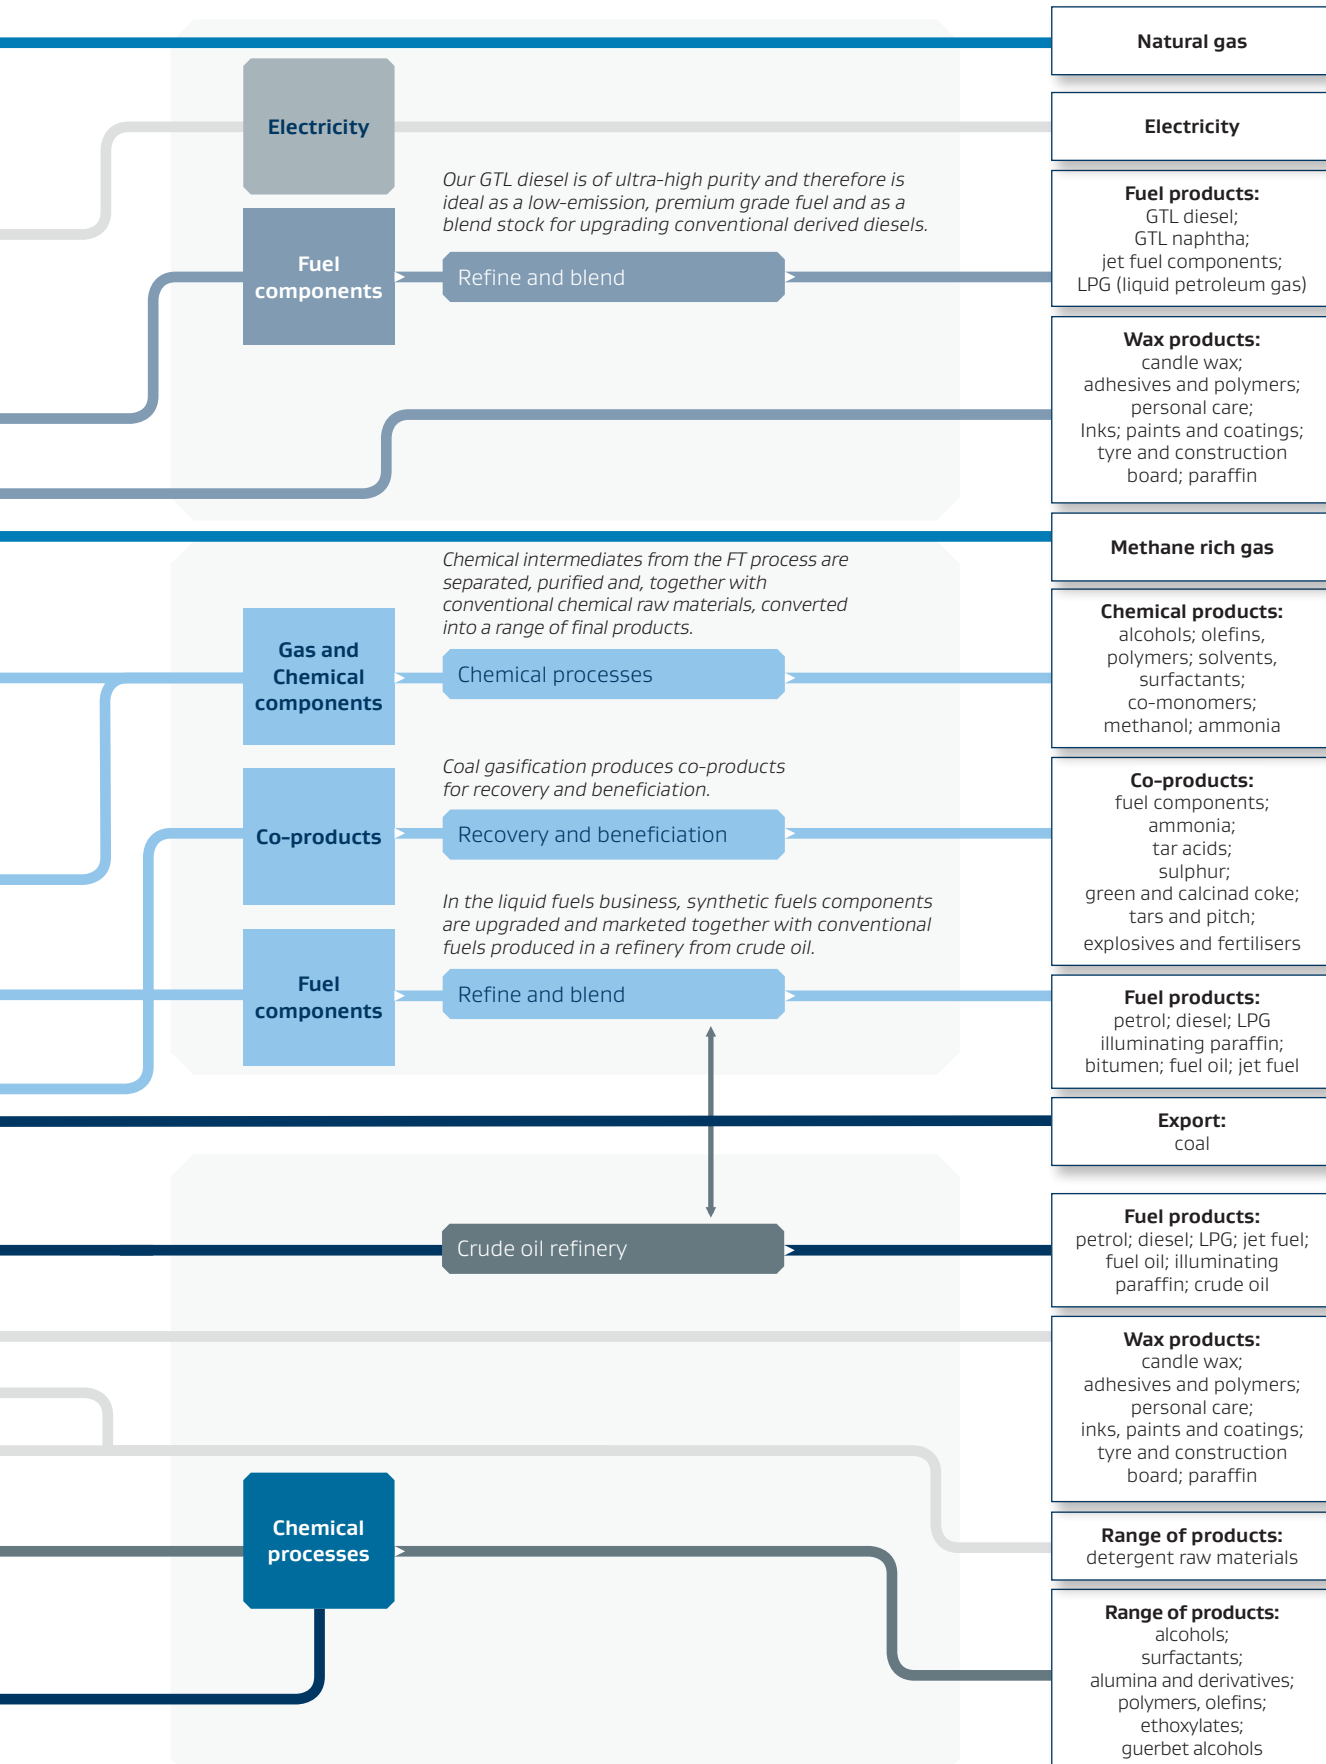 Natural gas
Electricity
Electricity
Our GTL diesel is of ultra-high purity and therefore is
ideal as a low-emission, premium grade fuel and as a
blend stock for upgrading conventional derived diesels.
Fuel
components
Refine and blend
Fuel products:
GTL diesel;
GTL naphtha;
jet fuel components;
LPG (liquid petroleum gas)
Wax products:
candle wax;
adhesives and polymers;
personal care;
Inks; paints and coatings;
tyre and construction
board; paraffin
Methane rich gas
Chemical intermediates from the FT process are
separated, purified and, together with
conventional chemical raw materials, converted
into a range of final products.
Gas and
Chemical
components
Chemical processes
Chemical products:
alcohols; olefins,
polymers; solvents,
surfactants;
co-monomers;
methanol; ammonia
Coal gasification produces co-products
for recovery and beneficiation.
Co-products
Recovery and beneficiation
Co-products:
fuel components;
ammonia;
tar acids;
sulphur;
green and calcinad coke;
tars and pitch;
explosives and fertilisers
In the liquid fuels business, synthetic fuels components
are upgraded and marketed together with conventional
fuels produced in a refinery from crude oil.
Fuel
components
Refine and blend
Fuel products:
petrol; diesel; LPG
illuminating paraffin;
bitumen; fuel oil; jet fuel
Export:
coal
Crude oil refinery
Fuel products:
petrol; diesel; LPG; jet fuel;
fuel oil; illuminating
paraffin; crude oil
Wax products:
candle wax;
adhesives and polymers;
personal care;
inks, paints and coatings;
tyre and construction
board; paraffin
Chemical
processes
Range of products:
detergent raw materials
Range of products:
alcohols;
surfactants;
alumina and derivatives;
polymers, olefins;
ethoxylates;
guerbet alcohols